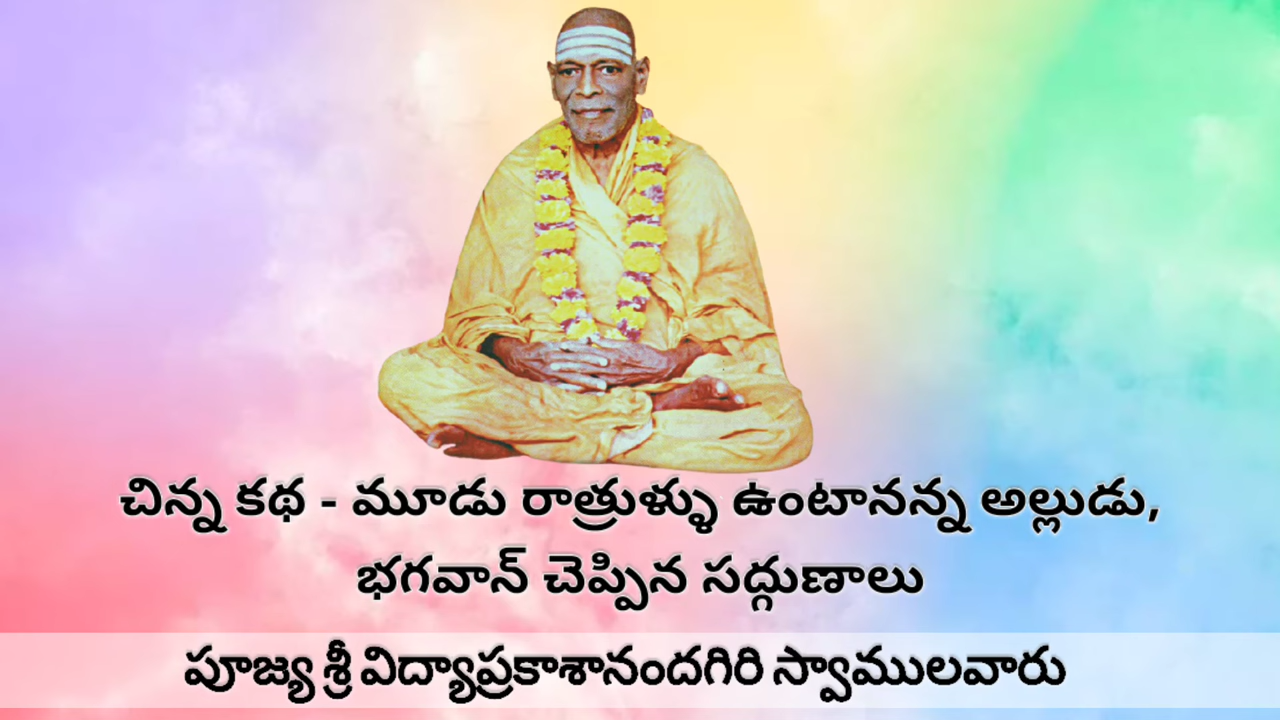 చిన్న కథ - మూడు రాత్రుళ్ళు ఉంటానన్న అల్లుడు,
భగవాన్ చెప్పిన సద్గుణాలు
పూజ్య శ్రీ విద్యాప్రకాశానందగిరి స్వాములవారు